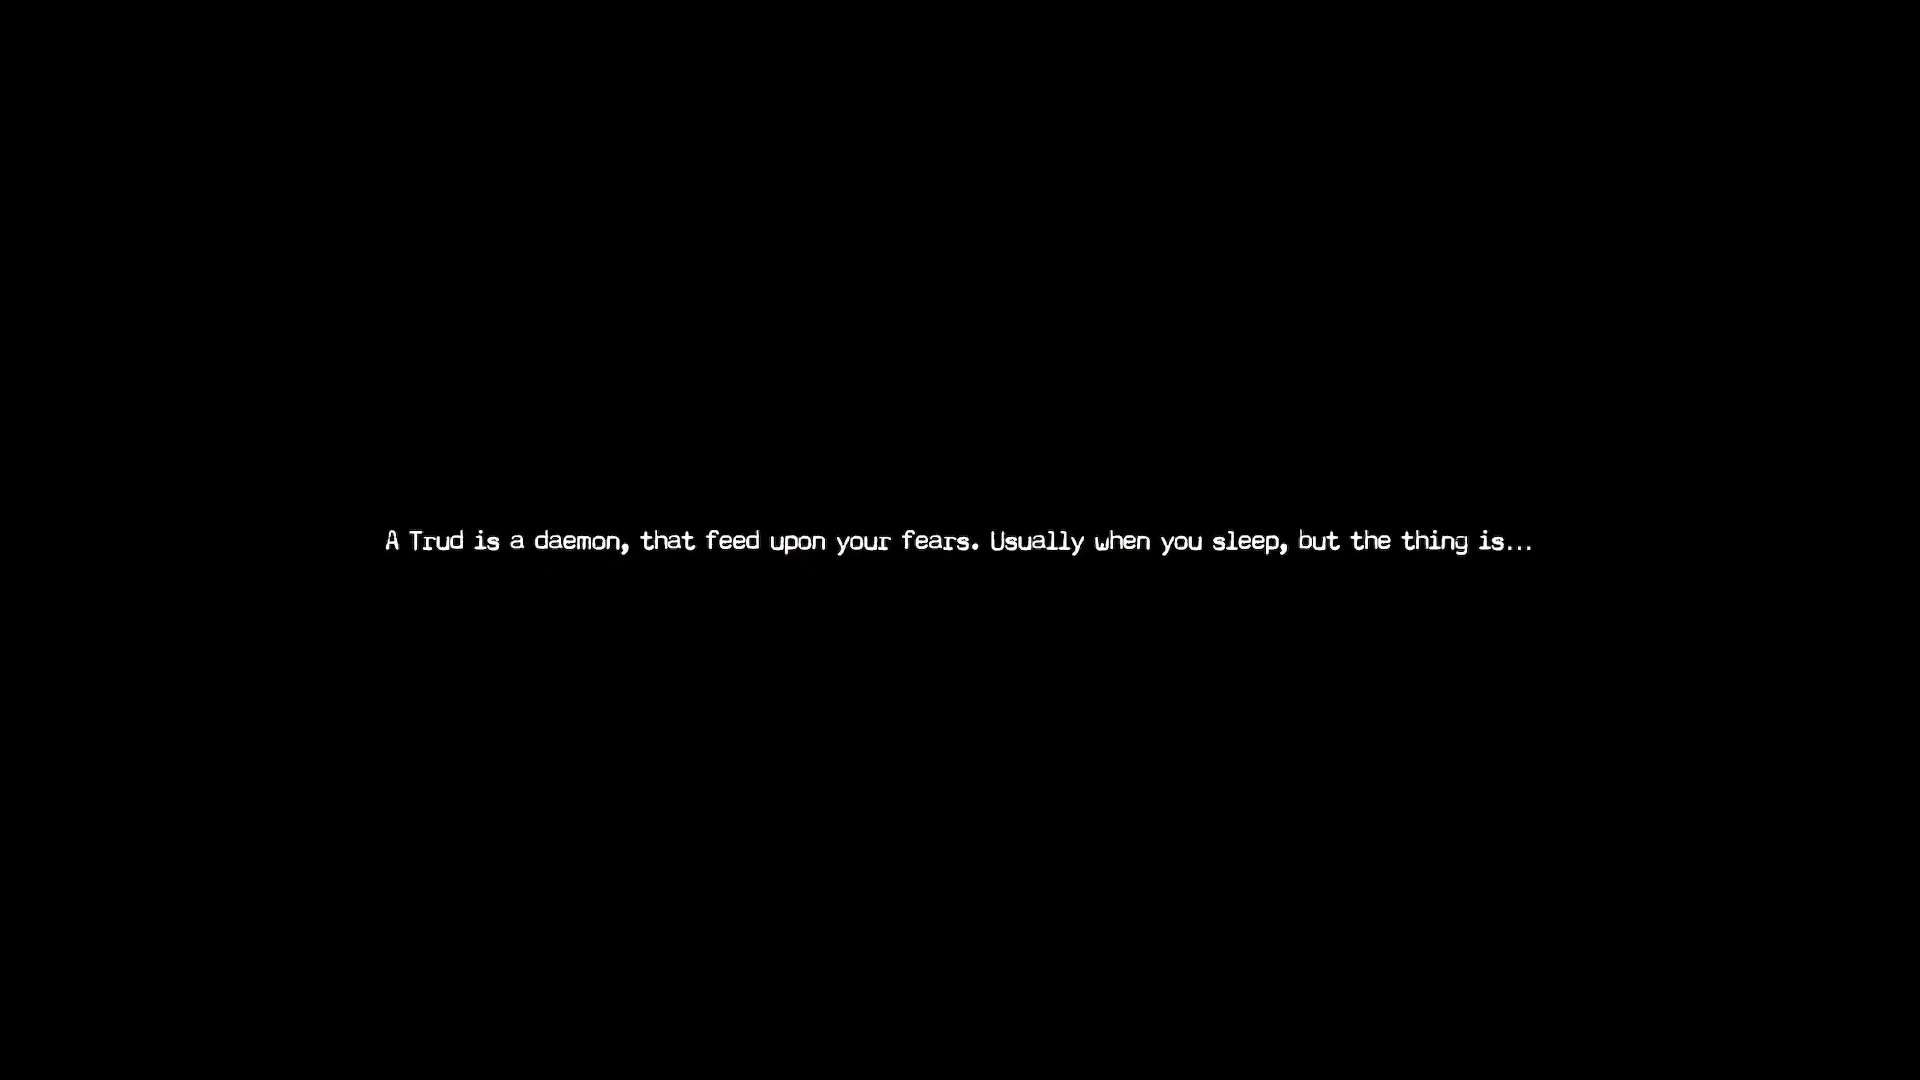 A Trud is a daemon, that feed upon your fears. Usually when you sleep, but the thing is...